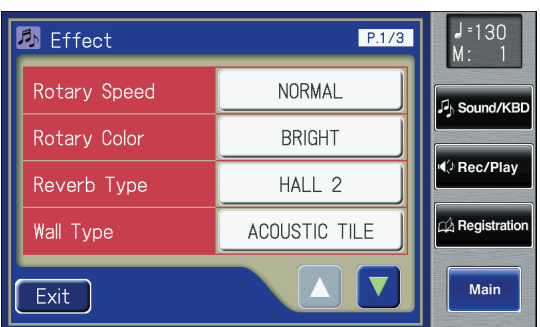 Effect P.1/3
Rotary Speed NORMAL
Rotary Color BRIGHT
Reverb Type HALL 2
Wall Type ACOUSTIC TILE
Exit
♩=130
M: 1
Sound/KBD
Rec/Play
Registration
Main